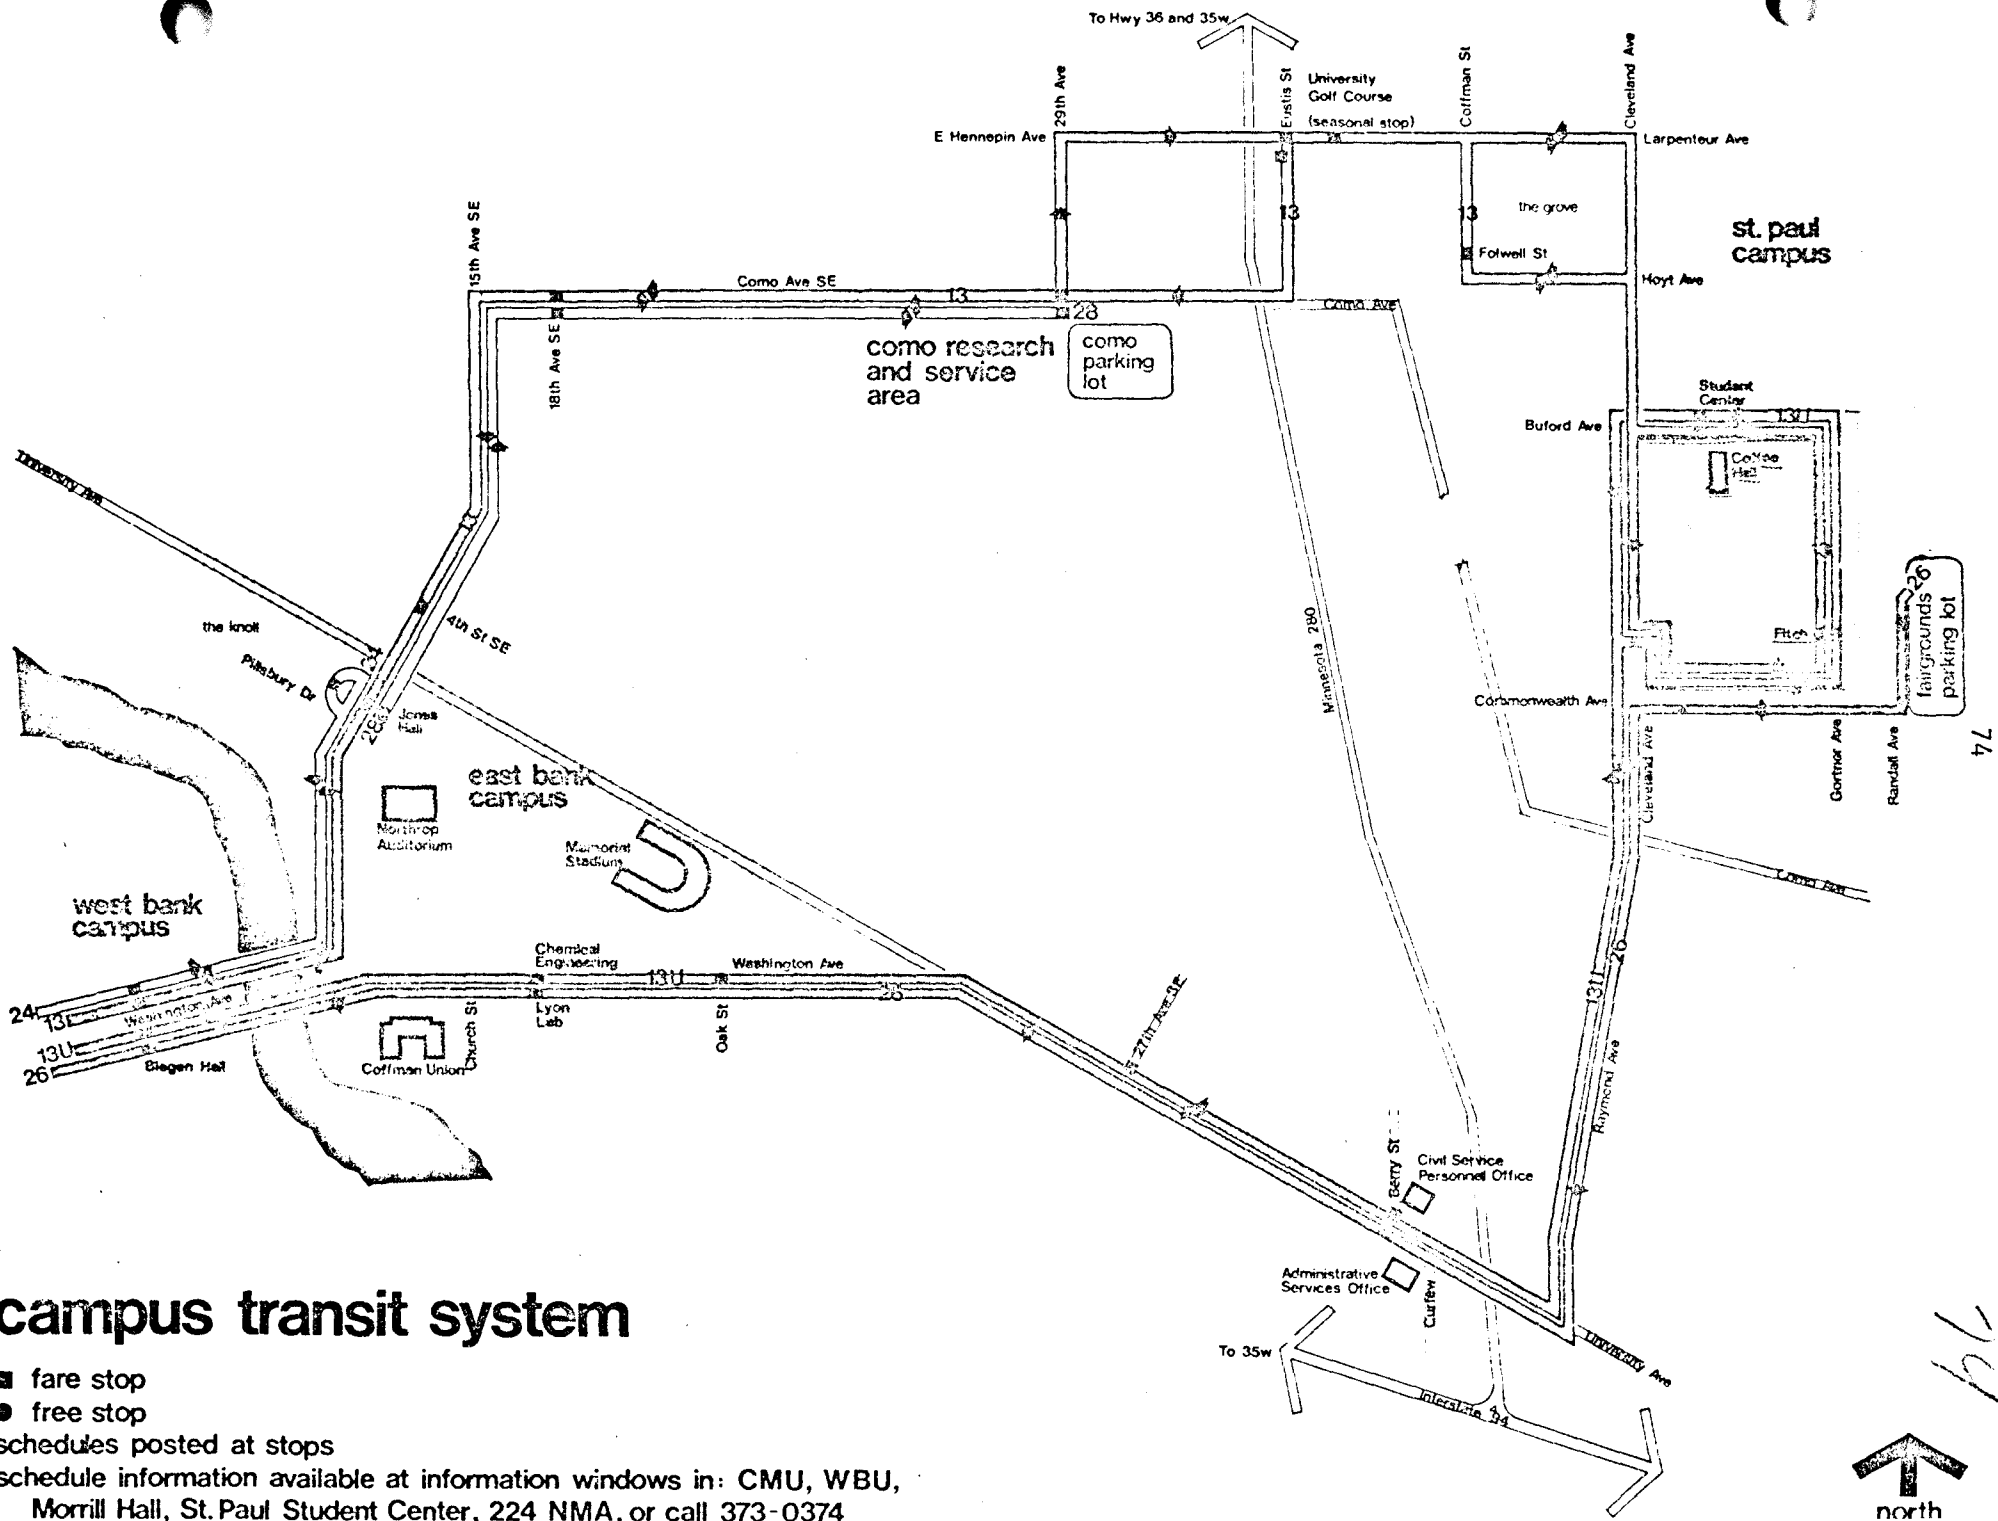 To Hwy 36 and 35w
29th Ave
Eustis St
University
Golf Course
(seasonal stop)
Coffman St
Cleveland Ave
E Hennepin Ave
Larpenteur Ave
15th Ave SE
13
13
the grove
st. paul
campus
Folwell St
Hoyt Ave
Como Ave SE
13
28
Como Ave
18th Ave SE
como research
and service
area
como
parking
lot
Student
Center
Buford Ave
13U
Coffee
Hall
University Ave
13
26
fairgrounds
parking lot
the knoll
4th St SE
Pillsbury Dr
Fitch
Minnesota 280
Commonwealth Ave
28
Jones
Hall
Cleveland Ave
Gortner Ave
Randall Ave
74
east bank
campus
Northrop
Auditorium
Memorial
Stadium
Como Ave
west bank
campus
Chemical
Engineering
13U
Washington Ave
26
26
13U
24
13
Washington Ave
13U
26
Blegen Hall
Coffman Union
Church St
Lyon
Lab
Oak St
27th Ave SE
Raymond Ave
Berry St
Civil Service
Personnel Office
Administrative
Services Office
Curfew
To 35w
University Ave
Interstate 94
campus transit system
fare stop
free stop
schedules posted at stops
schedule information available at information windows in: CMU, WBU,
Morrill Hall, St. Paul Student Center, 224 NMA, or call 373-0374
north